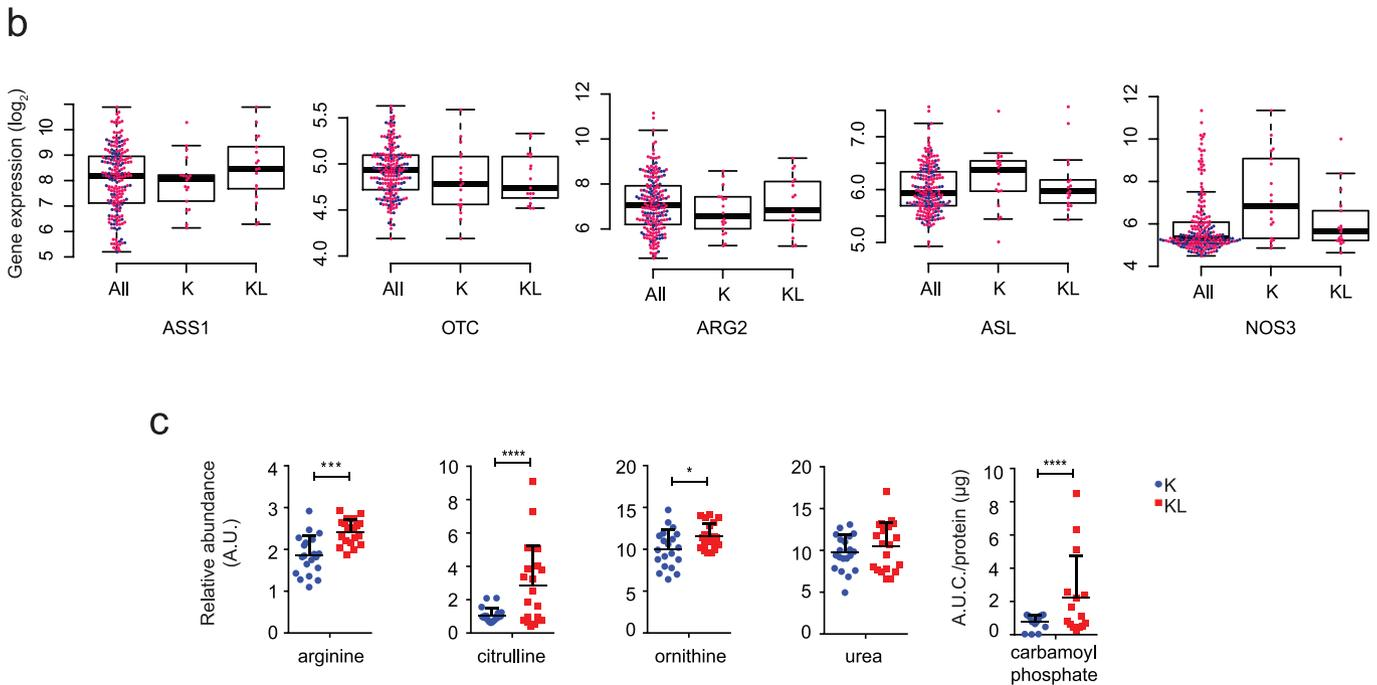 b
Gene expression (log2)
10
9
8
7
6
5
All K KL
ASS1
5.5
5.0
4.5
4.0
All K KL
OTC
12
10
8
6
All K KL
ARG2
7.0
6.0
5.0
All K KL
ASL
12
10
8
6
4
All K KL
NOS3
c
Relative abundance
(A.U.)
4
3
2
1
0
***
arginine
10
8
6
4
2
0
****
citrulline
20
15
10
5
0
*
ornithine
20
15
10
5
0
urea
A.U.C./protein (µg)
10
8
6
4
2
0
****
carbamoyl
phosphate
K
KL